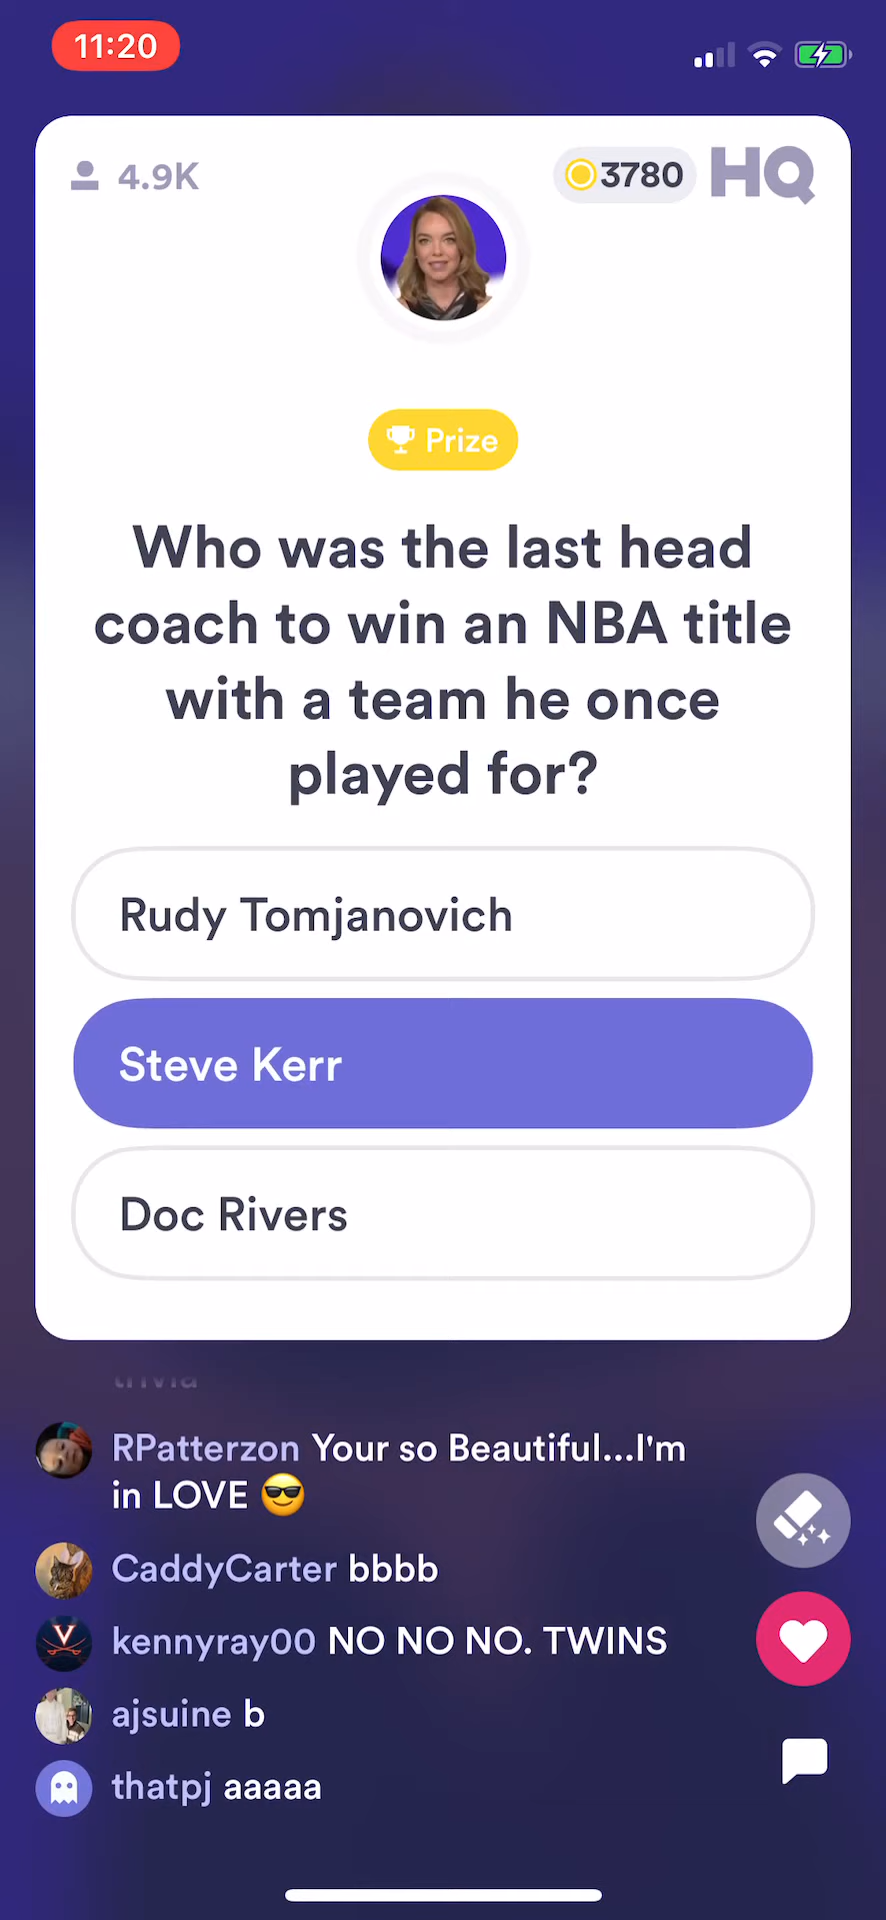 11:20
4.9K
3780 HQ
Prize
Who was the last head
coach to win an NBA title
with a team he once
played for?
Rudy Tomjanovich
Steve Kerr
Doc Rivers
trivia
RPatterzon Your so Beautiful...I'm
in LOVE 😎
CaddyCarter bbbb
kennyray00 NO NO NO. TWINS
ajsuine b
thatpj aaaaa